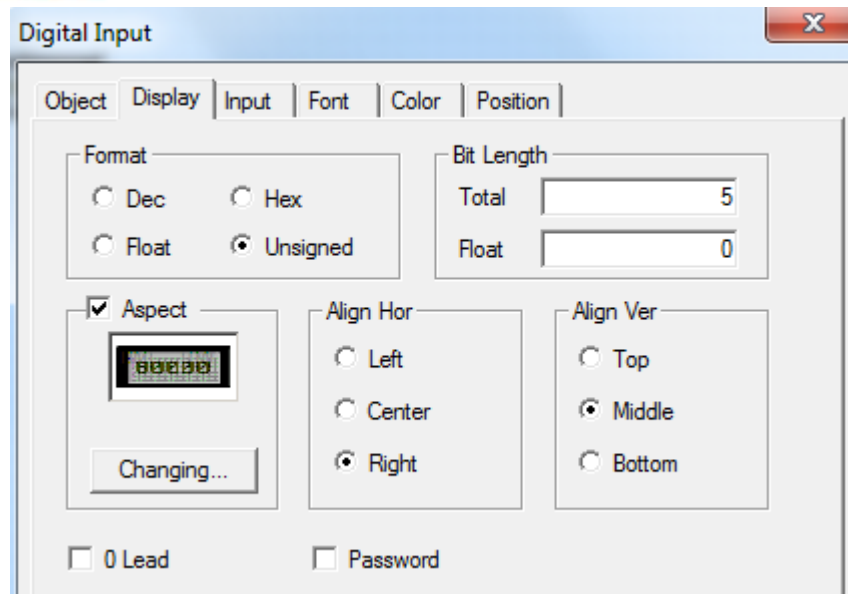 Digital Input
Object Display Input Font Color Position
Format
Dec Hex
Float Unsigned
Bit Length
Total 5
Float 0
Aspect
Changing...
Align Hor
Left
Center
Right
Align Ver
Top
Middle
Bottom
0 Lead Password